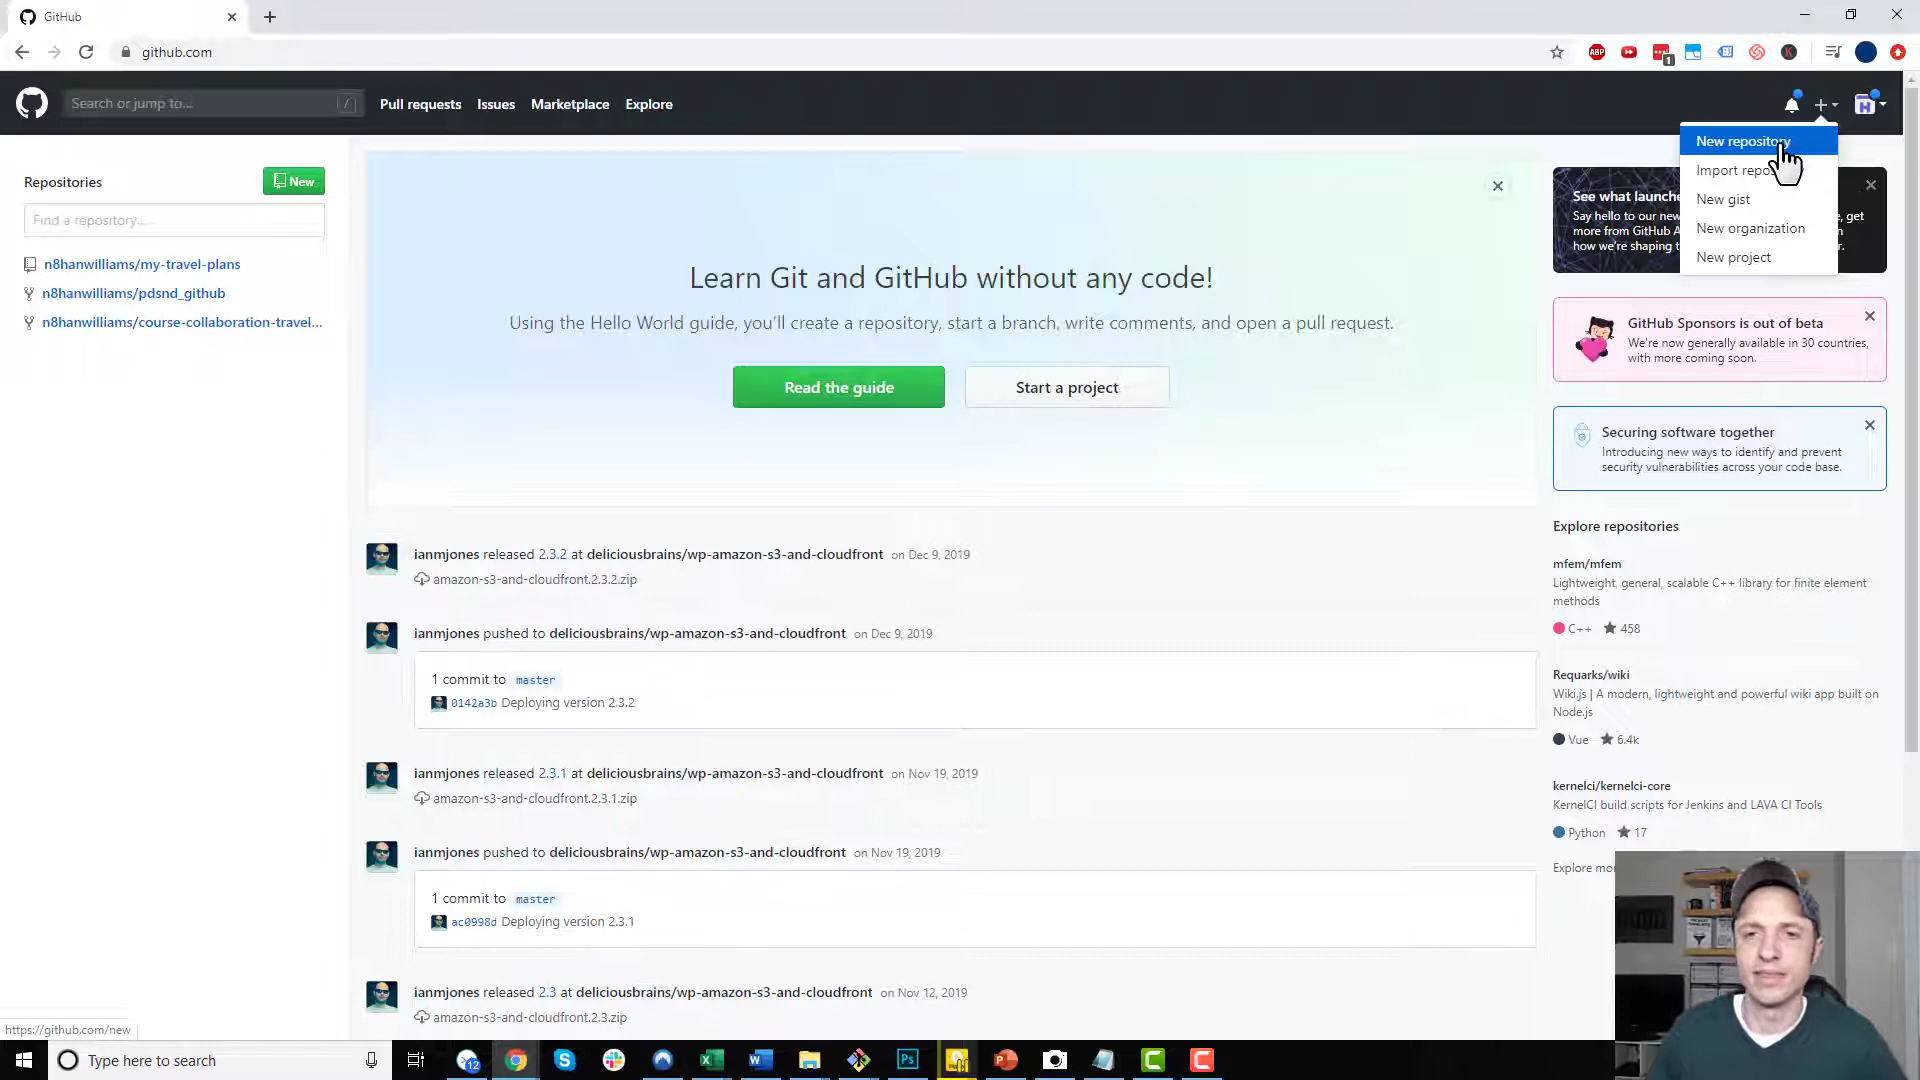 GitHub
github.com
ABP
1
K
Search or jump to...
/
Pull requests Issues Marketplace Explore
New repository
Import repos
New gist
New organization
New project
Repositories
New
Find a repository...
n8hanwilliams/my-travel-plans
n8hanwilliams/pdsnd_github
n8hanwilliams/course-collaboration-travel...
Learn Git and GitHub without any code!
Using the Hello World guide, you'll create a repository, start a branch, write comments, and open a pull request.
Read the guide
Start a project
ianmjones released 2.3.2 at deliciousbrains/wp-amazon-s3-and-cloudfront on Dec 9, 2019
amazon-s3-and-cloudfront.2.3.2.zip
ianmjones pushed to deliciousbrains/wp-amazon-s3-and-cloudfront on Dec 9, 2019
1 commit to master
0142a3b Deploying version 2.3.2
ianmjones released 2.3.1 at deliciousbrains/wp-amazon-s3-and-cloudfront on Nov 19, 2019
amazon-s3-and-cloudfront.2.3.1.zip
ianmjones pushed to deliciousbrains/wp-amazon-s3-and-cloudfront on Nov 19, 2019
1 commit to master
ac0998d Deploying version 2.3.1
ianmjones released 2.3 at deliciousbrains/wp-amazon-s3-and-cloudfront on Nov 12, 2019
amazon-s3-and-cloudfront.2.3.zip
See what launche
Say hello to our new e, get
more from GitHub A
how we're shaping t
GitHub Sponsors is out of beta
We're now generally available in 30 countries,
with more coming soon.
Securing software together
Introducing new ways to identify and prevent
security vulnerabilities across your code base.
Explore repositories
mfem/mfem
Lightweight, general, scalable C++ library for finite element
methods
C++ 458
Requarks/wiki
Wiki.js | A modern, lightweight and powerful wiki app built on
Node.js
Vue 6.4k
kernelci/kernelci-core
KernelCI build scripts for Jenkins and LAVA CI Tools
Python 17
Explore mor
https://github.com/new
Type here to search
12
Ps